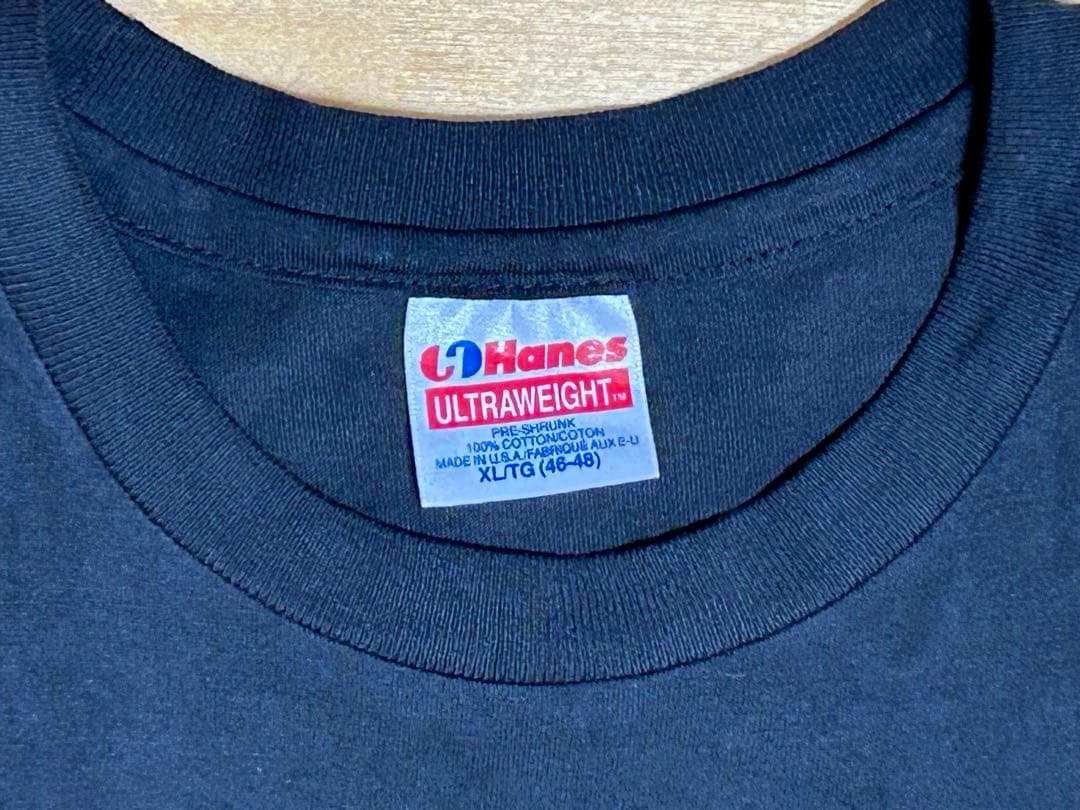 Hanes
ULTRAWEIGHT™
PRE-SHRUNK
100% COTTON/COTON
MADE IN U.S.A./FABRIQUÉ AUX E-U
XL/TG (46-48)